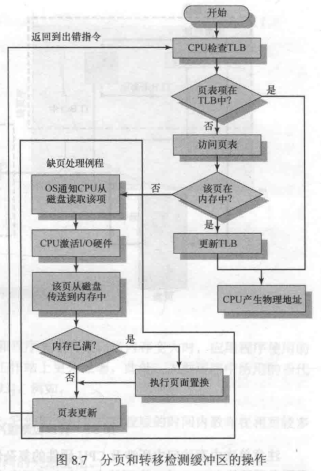 开始
返回到出错指令
CPU检查TLB
页表项在
TLB中?
是
否
访问页表
缺页处理例程
OS通知CPU从
磁盘读取该项
否
该页在
内存中?
是
CPU激活I/O硬件
更新TLB
该页从磁盘
传送到内存中
CPU产生物理地址
内存已满?
是
否
执行页面置换
页表更新
图 8.7 分页和转移检测缓冲区的操作